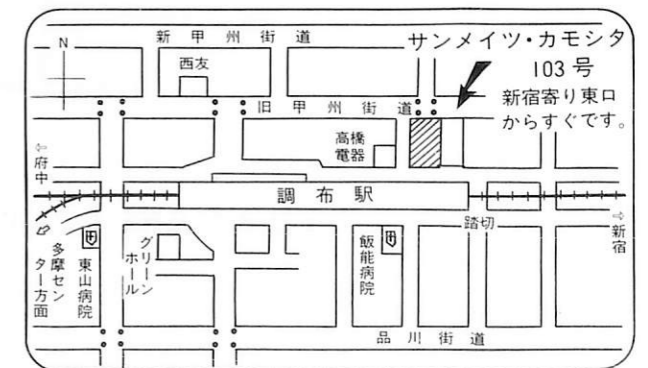 新甲州街道
サンメイツ・カモシタ
103号
新宿寄り東口
からすぐです。
N
西友
旧甲州街道
高橋
電器
⇦府中
調布駅
踏切
⇨新宿
多摩セン
ター方面
東山病院
グリーン
ホール
飯能病院
品川街道